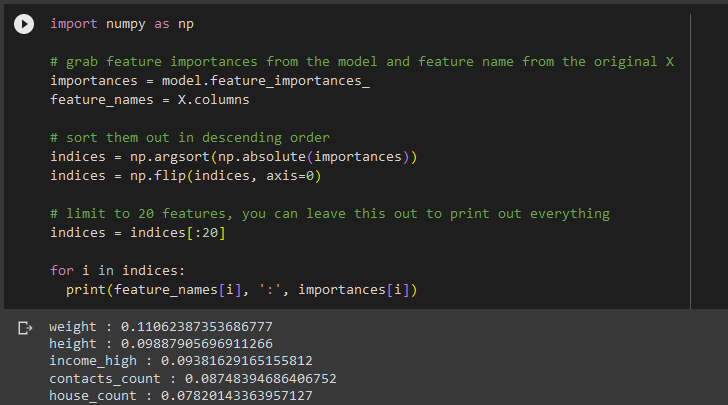 import numpy as np
# grab feature importances from the model and feature name from the original X
importances = model.feature_importances_
feature_names = X.columns
# sort them out in descending order
indices = np.argsort(np.absolute(importances))
indices = np.flip(indices, axis=0)
# limit to 20 features, you can leave this out to print out everything
indices = indices[:20]
for i in indices:
  print(feature_names[i], ':', importances[i])
weight : 0.11062387353686777
height : 0.09887905696911266
income_high : 0.09381629165155812
contacts_count : 0.08748394686406752
house_count : 0.07820143363957127